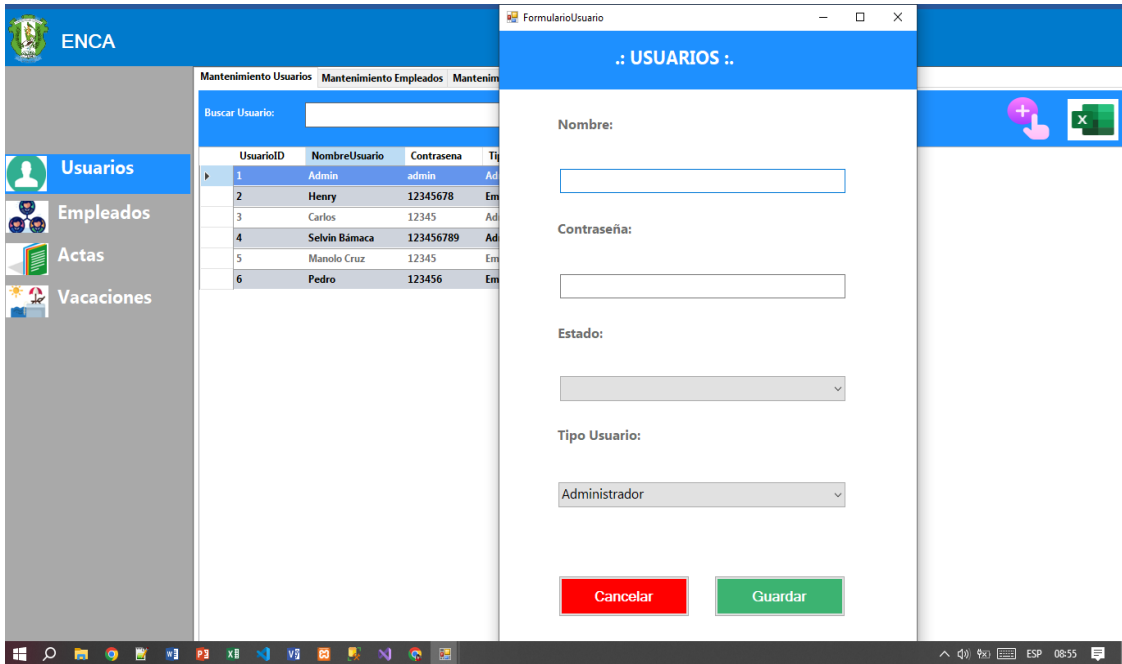 FormularioUsuario
ENCA
.: USUARIOS :.
Mantenimiento Usuarios Mantenimiento Empleados
Buscar Usuario:
Nombre:
UsuarioID NombreUsuario Contrasena
1 Admin admin
2 Henry 12345678
3 Carlos 12345
4 Selvin Bámaca 123456789
5 Manolo Cruz 12345
6 Pedro 123456
Usuarios
Empleados
Actas
Vacaciones
Contraseña:
Estado:
Tipo Usuario:
Administrador
Cancelar Guardar
ESP 08:55